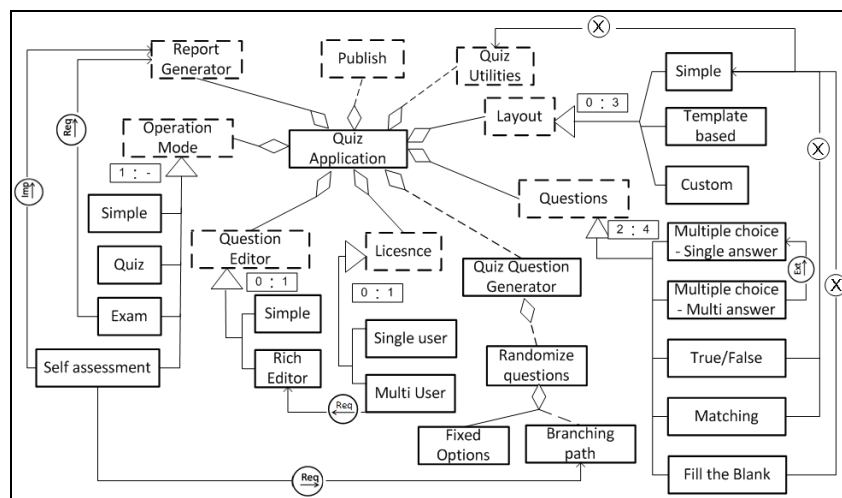 Report
Generator
Publish
Quiz
Utilities
X
Simple
Layout
0 : 3
Template
based
Custom
X
X
Req
Operation
Mode
1 : -
Quiz
Application
Imp
Simple
Quiz
Exam
Self assessment
Question
Editor
0 : 1
Simple
Rich
Editor
Licesnce
0 : 1
Single user
Multi User
Req
Quiz Question
Generator
Randomize
questions
Fixed
Options
Branching
path
Req
Questions
2 : 4
Multiple choice
- Single answer
Ext
Multiple choice
- Multi answer
True/False
Matching
Fill the Blank